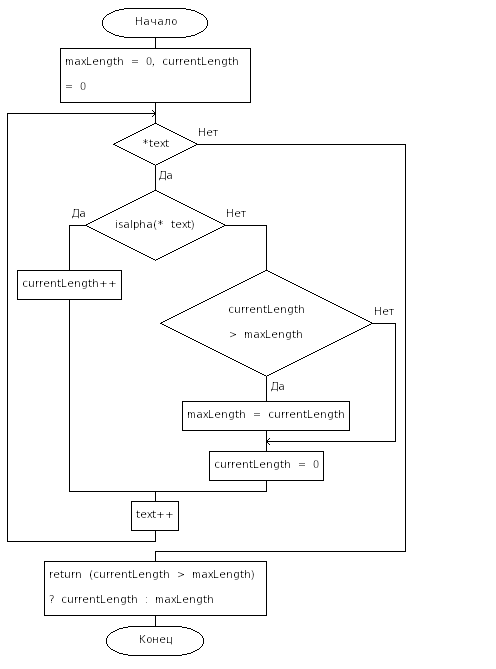 Начало
maxLength = 0, currentLength
= 0
*text
Нет
Да
Да
isalpha(* text)
Нет
currentLength++
currentLength
> maxLength
Нет
Да
maxLength = currentLength
currentLength = 0
text++
return (currentLength > maxLength)
? currentLength : maxLength
Конец